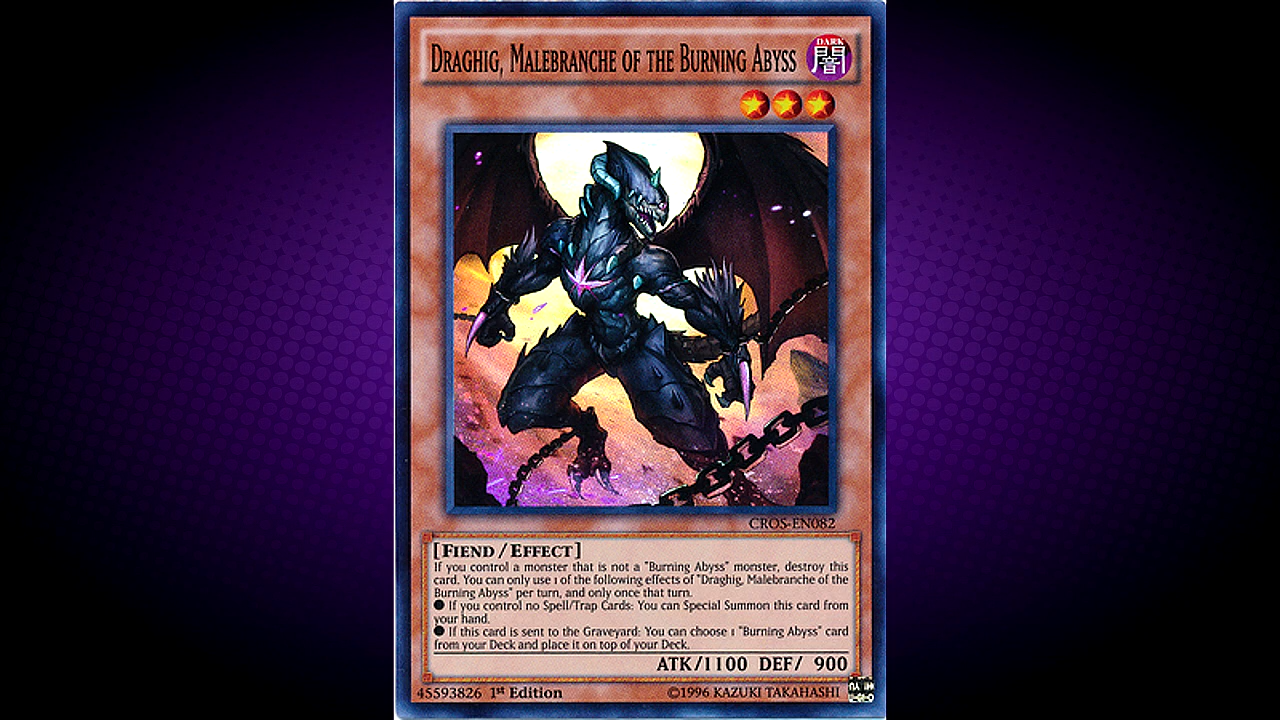 DRAGHIG, MALEBRANCHE OF THE BURNING ABYSS
DARK
闇
CROS-EN082
[FIEND / EFFECT]
If you control a monster that is not a "Burning Abyss" monster, destroy this
card. You can only use 1 of the following effects of "Draghig, Malebranche of the
Burning Abyss" per turn, and only once that turn.
● If you control no Spell/Trap Cards: You can Special Summon this card from
your hand.
● If this card is sent to the Graveyard: You can choose 1 "Burning Abyss" card
from your Deck and place it on top of your Deck.
ATK/1100 DEF/ 900
45593826 1st Edition ©1996 KAZUKI TAKAHASHI